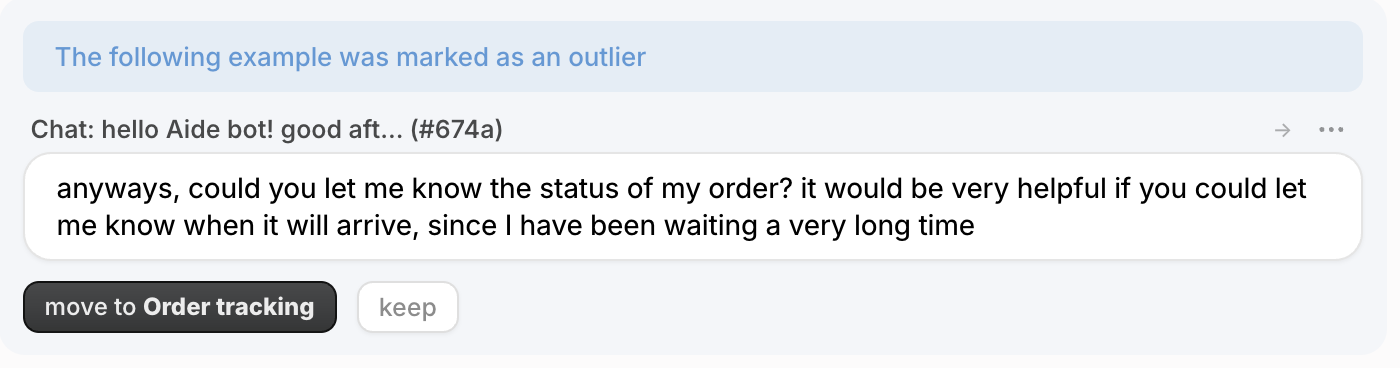 The following example was marked as an outlier
Chat: hello Aide bot! good aft... (#674a)
anyways, could you let me know the status of my order? it would be very helpful if you could let
me know when it will arrive, since I have been waiting a very long time
move to Order tracking
keep